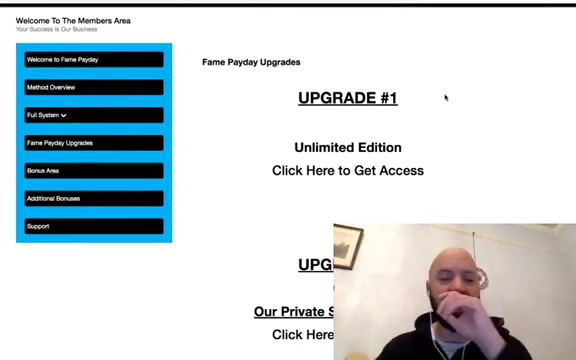 Welcome To The Members Area
Your Success Is Our Business
Welcome to Fame Payday
Method Overview
Full System
Fame Payday Upgrades
Bonus Area
Additional Bonuses
Support
Fame Payday Upgrades
UPGRADE #1
Unlimited Edition
Click Here to Get Access
UPG
Our Private S
Click Here